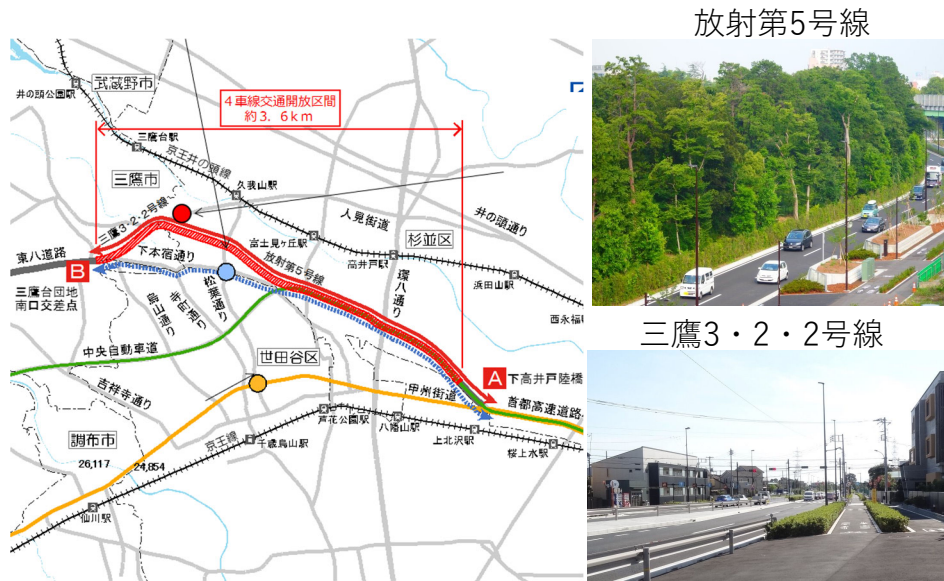 放射第5号線
武蔵野市
井の頭公園駅
4車線交通開放区間
約3.6km
三鷹台駅
京王井の頭線
三鷹市
久我山駅
三鷹3・2・2号線
人見街道
井の頭通り
杉並区
富士見ヶ丘駅
高井戸駅
浜田山駅
西永福
東八道路
B
三鷹台団地
南口交差点
下本宿通り
放射第5号線
環八通り
松葉通り
寺町通り
烏山通り
中央自動車道
世田谷区
吉祥寺通り
A
下高井戸陸橋
甲州街道
首都高速道路
芦花公園駅
八幡山駅
上北沢駅
桜上水駅
千歳烏山駅
京王線
調布市
26,117
24,854
仙川駅
三鷹3・2・2号線